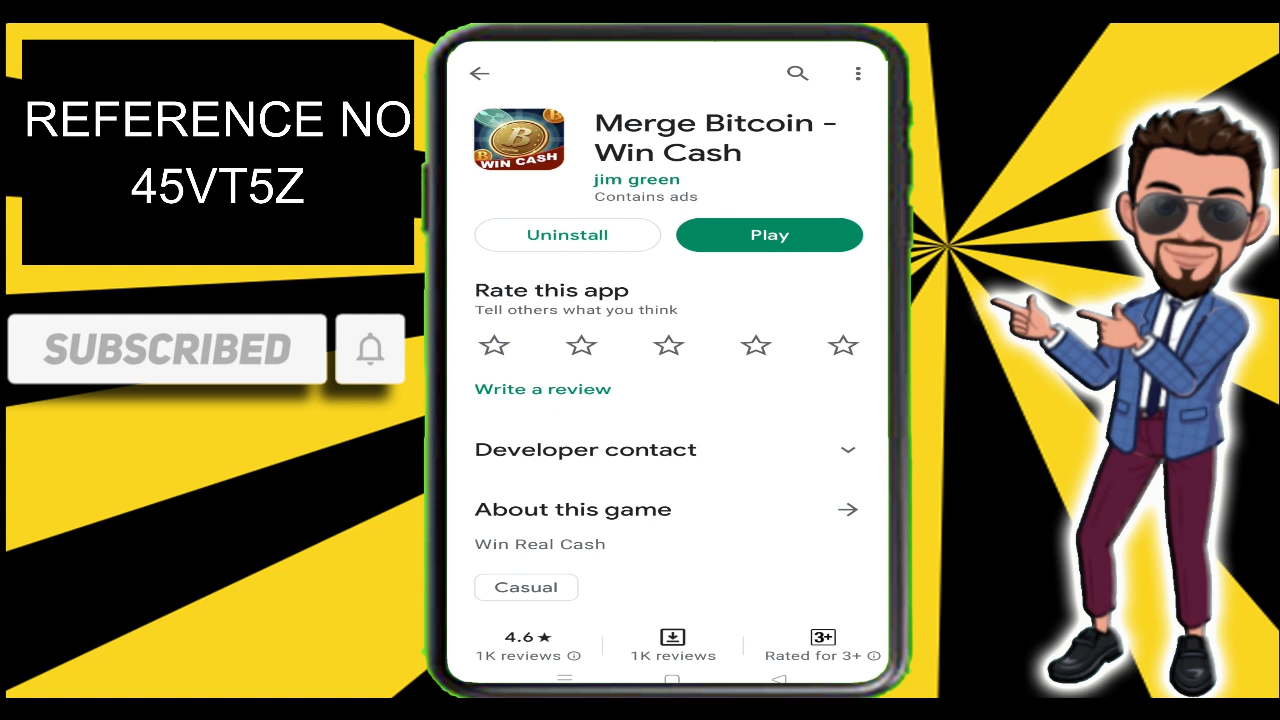 REFERENCE NO
45VT5Z
SUBSCRIBED
WIN CASH
Merge Bitcoin -
Win Cash
jim green
Contains ads
Uninstall
Play
Rate this app
Tell others what you think
Write a review
Developer contact
About this game
Win Real Cash
Casual
4.6★
1K reviews
1K reviews
3+
Rated for 3+